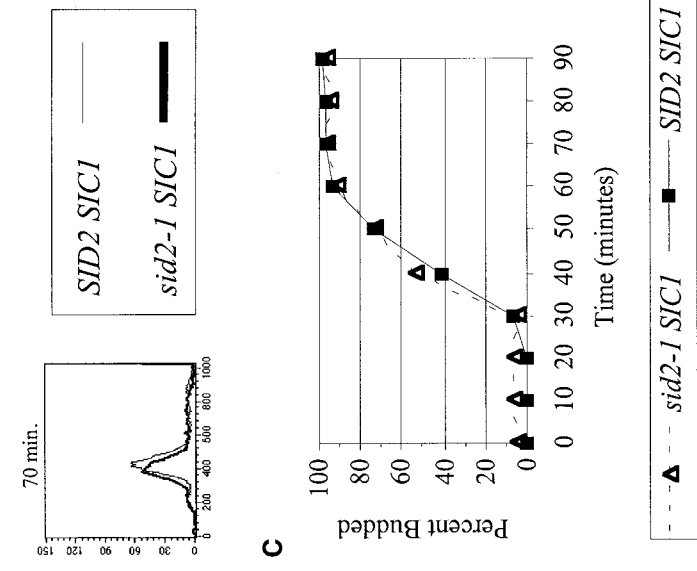 70 min.
150
120
90
60
30
0
0 200 400 600 800 1000
SID2 SIC1
sid2-1 SIC1
C
Percent Budded
100
80
60
40
20
0
0 10 20 30 40 50 60 70 80 90
Time (minutes)
sid2-1 SIC1 SID2 SIC1